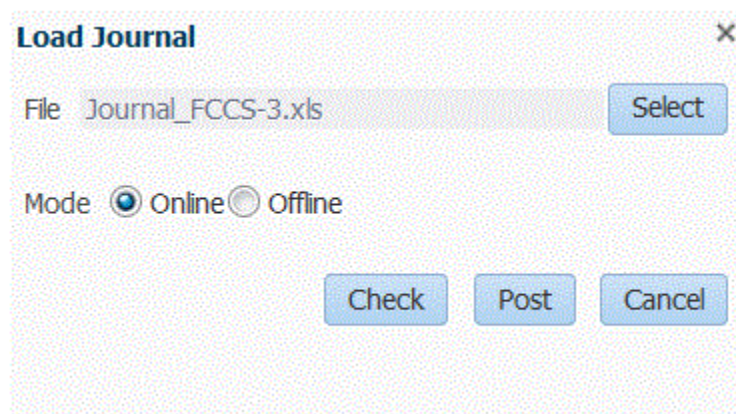 Load Journal
File Journal_FCCS-3.xls Select
Mode Online Offline
Check Post Cancel